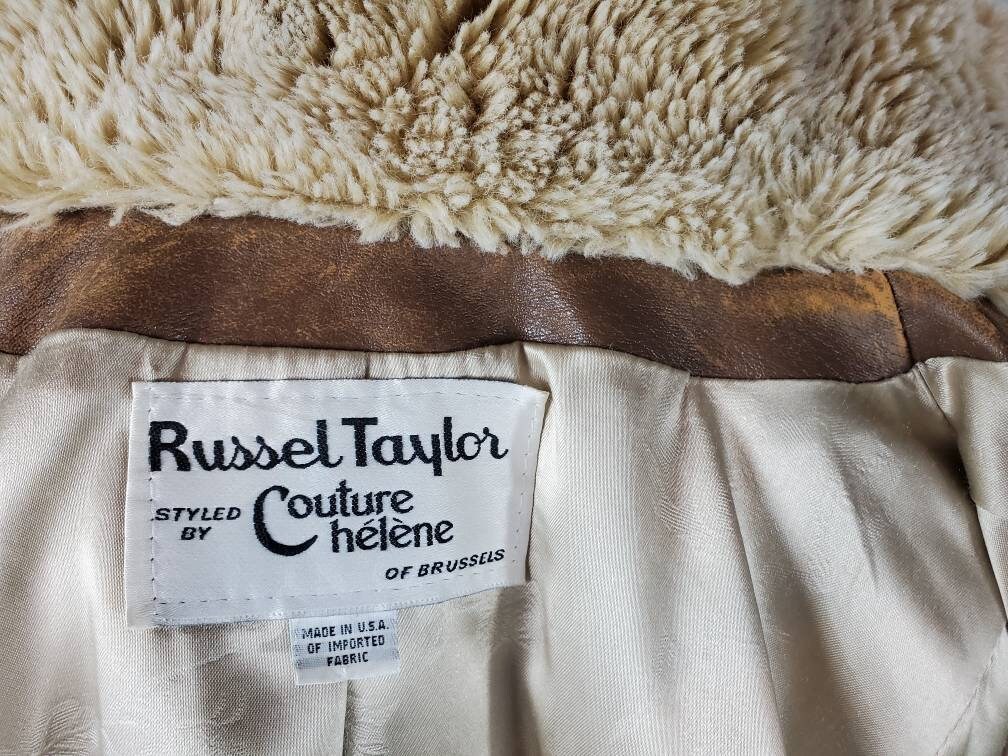 Russel Taylor
STYLED BY
Couture
hélène
OF BRUSSELS
MADE IN U.S.A.
OF IMPORTED
FABRIC